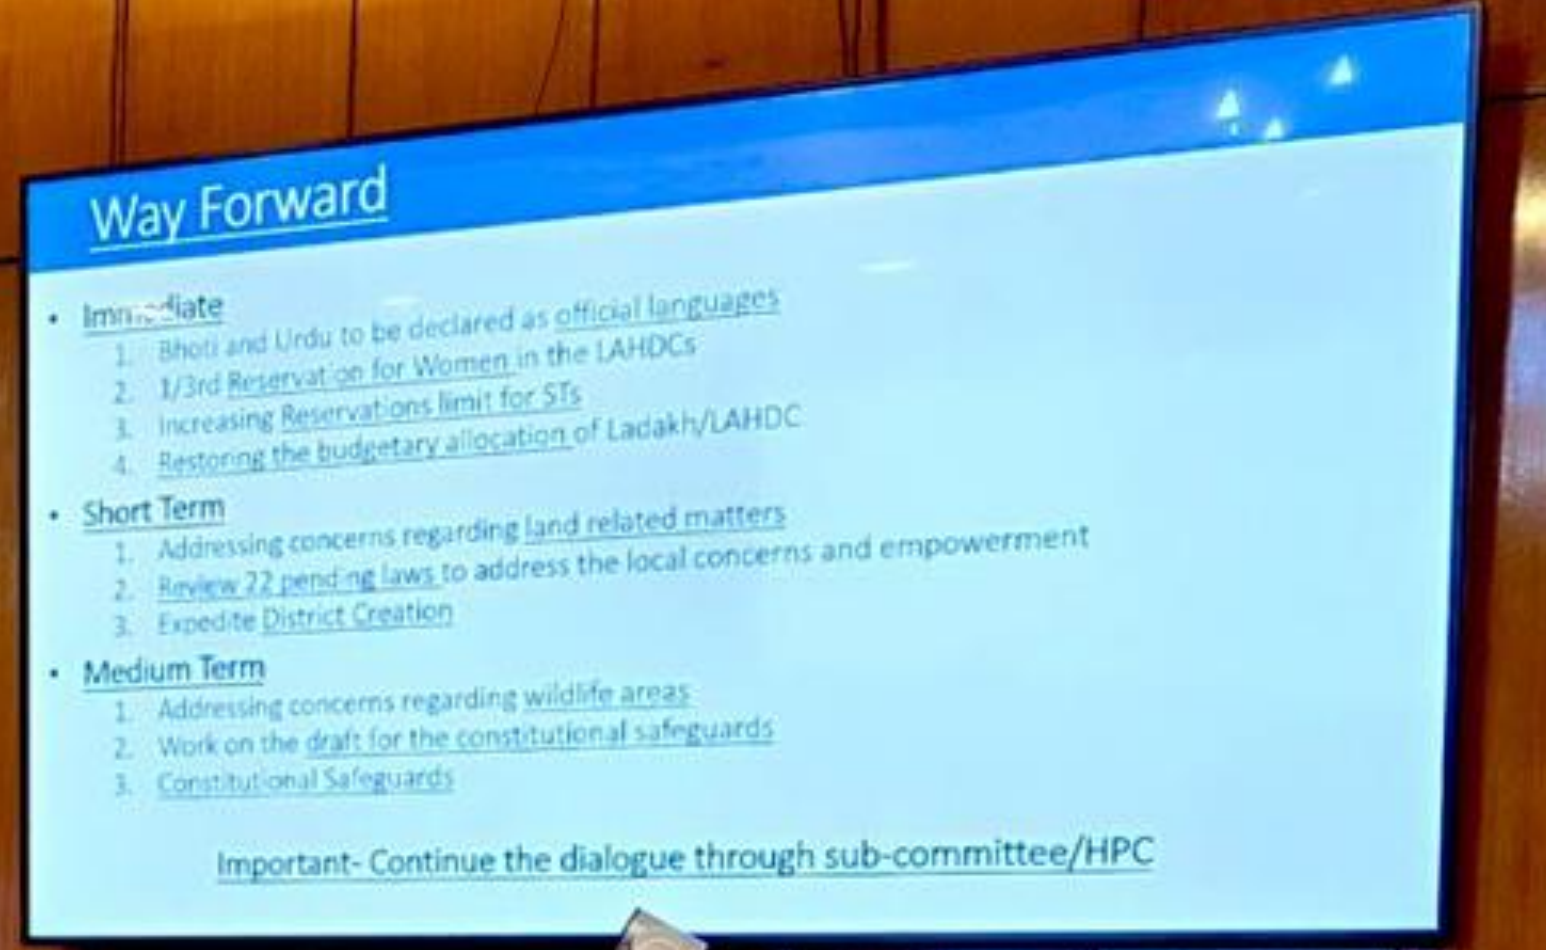 Way Forward
• Immediate
1. Bhoti and Urdu to be declared as official languages
2. 1/3rd Reservation for Women in the LAHDCs
3. Increasing Reservations limit for STs
4. Restoring the budgetary allocation of Ladakh/LAHDC
• Short Term
1. Addressing concerns regarding land related matters
2. Review 22 pending laws to address the local concerns and empowerment
3. Expedite District Creation
• Medium Term
1. Addressing concerns regarding wildlife areas
2. Work on the draft for the constitutional safeguards
3. Constitutional Safeguards
Important- Continue the dialogue through sub-committee/HPC